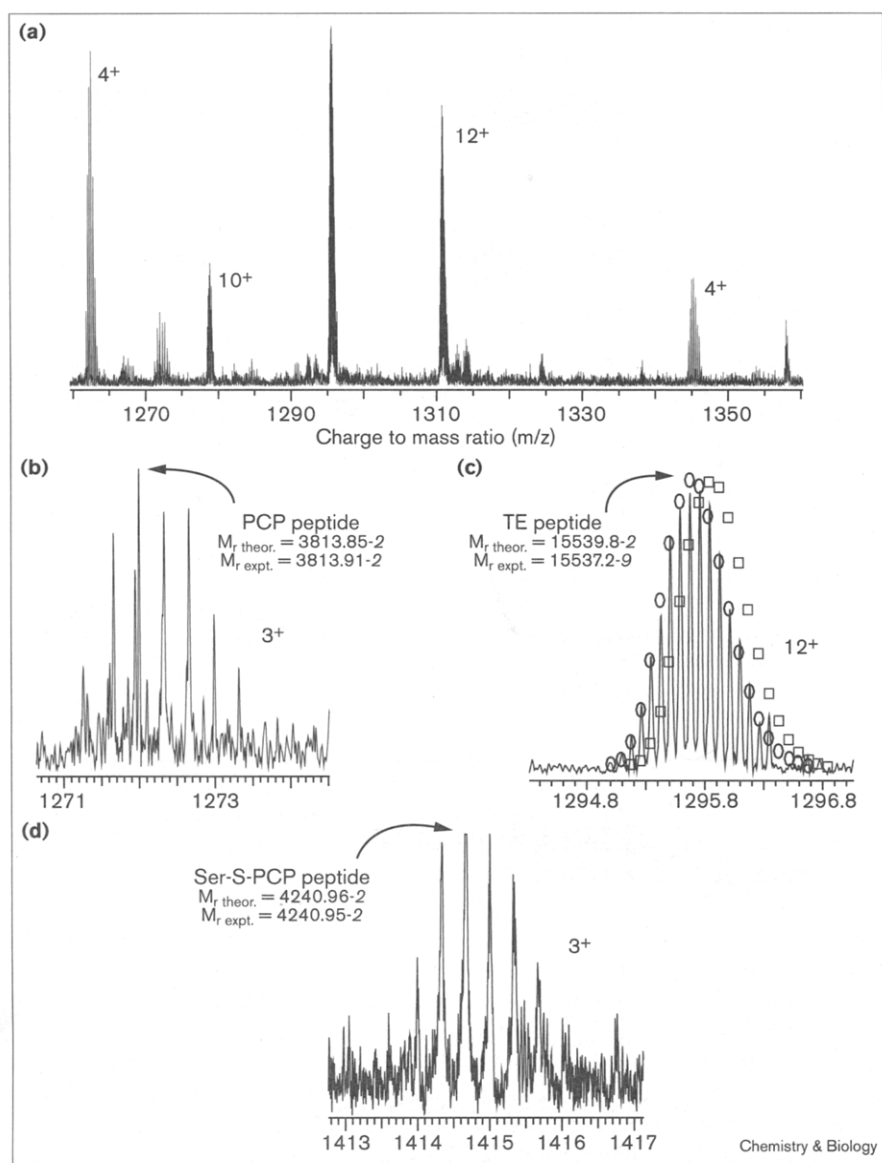 (a)
4+
12+
10+
4+
1270 1290 1310 1330 1350
Charge to mass ratio (m/z)
(b)
PCP peptide
Mr theor. = 3813.85-2
Mr expt. = 3813.91-2
3+
1271 1273
(c)
TE peptide
Mr theor. = 15539.8-2
Mr expt. = 15537.2-9
12+
1294.8 1295.8 1296.8
(d)
Ser-S-PCP peptide
Mr theor. = 4240.96-2
Mr expt. = 4240.95-2
3+
1413 1414 1415 1416 1417
Chemistry & Biology